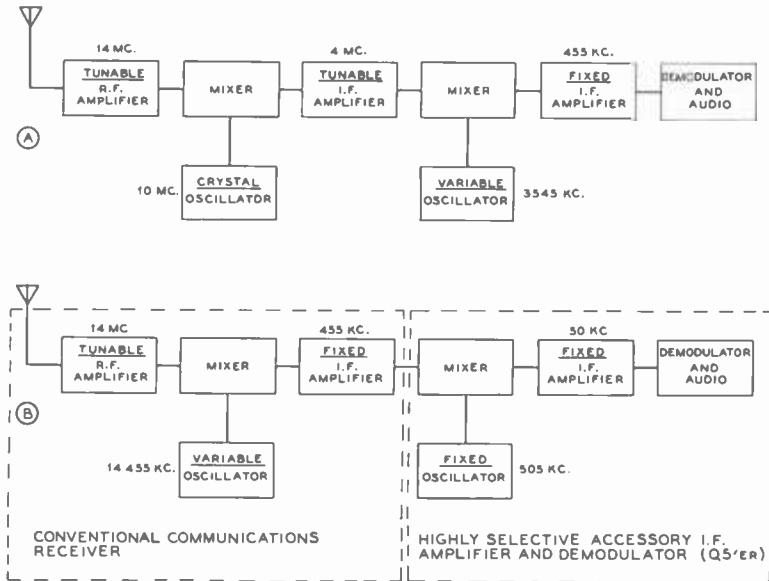 14 MC.
4 MC.
455 KC.
TUNABLE
R.F.
AMPLIFIER
MIXER
TUNABLE
I.F.
AMPLIFIER
MIXER
FIXED
I.F.
AMPLIFIER
DEMODULATOR
AND
AUDIO
A
10 MC.
CRYSTAL
OSCILLATOR
VARIABLE
OSCILLATOR
3545 KC.
14 MC
455 KC.
50 KC
TUNABLE
R.F.
AMPLIFIER
MIXER
FIXED
I.F.
AMPLIFIER
MIXER
FIXED
I.F.
AMPLIFIER
DEMODULATOR
AND
AUDIO
B
14 455 KC.
VARIABLE
OSCILLATOR
FIXED
OSCILLATOR
505 KC.
CONVENTIONAL COMMUNICATIONS
RECEIVER
HIGHLY SELECTIVE ACCESSORY I.F.
AMPLIFIER AND DEMODULATOR (Q5'ER)